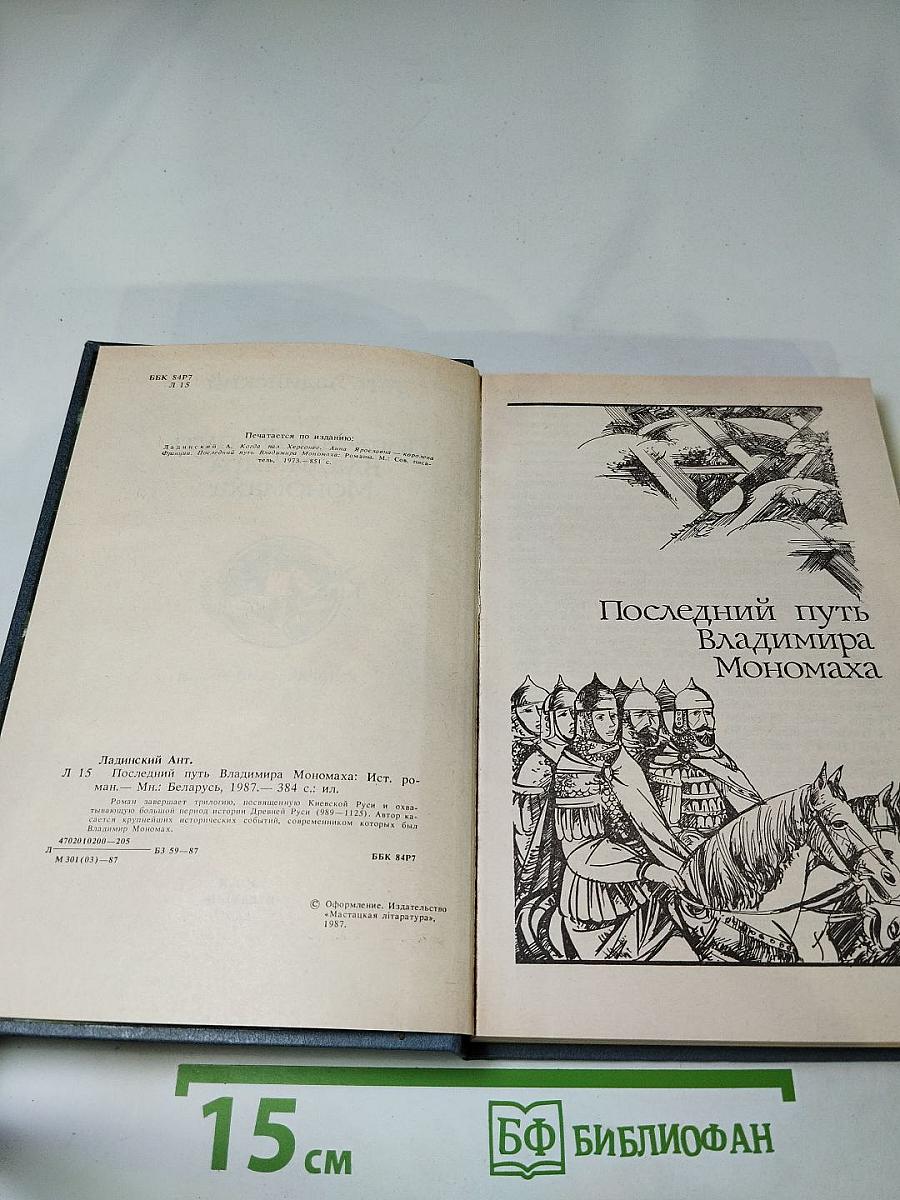 ББК 84Р7
Л 15
Печатается по изданию:
Ладинский А. Когда пал Херсонес. Анна Ярославна — королева
Франции. Последний путь Владимира Мономаха: Романы. М.: Сов. писа-
тель, 1973.—851 с.
Ладинский Ант.
Л 15 Последний путь Владимира Мономаха: Ист. ро-
ман.— Мн.: Беларусь, 1987.— 384 с.: ил.
Роман завершает трилогию, посвященную Киевской Руси и охва-
тывающую большой период истории Древней Руси (989—1125). Автор ка-
сается крупнейших исторических событий, современником которых был
Владимир Мономах.
4702010200—205
Л БЗ 59—87
М 301(03)—87
ББК 84Р7
© Оформление. Издательство
«Мастацкая літаратура»,
1987.
Последний путь
Владимира
Мономаха
15 см
БФ БИБЛИОФАН